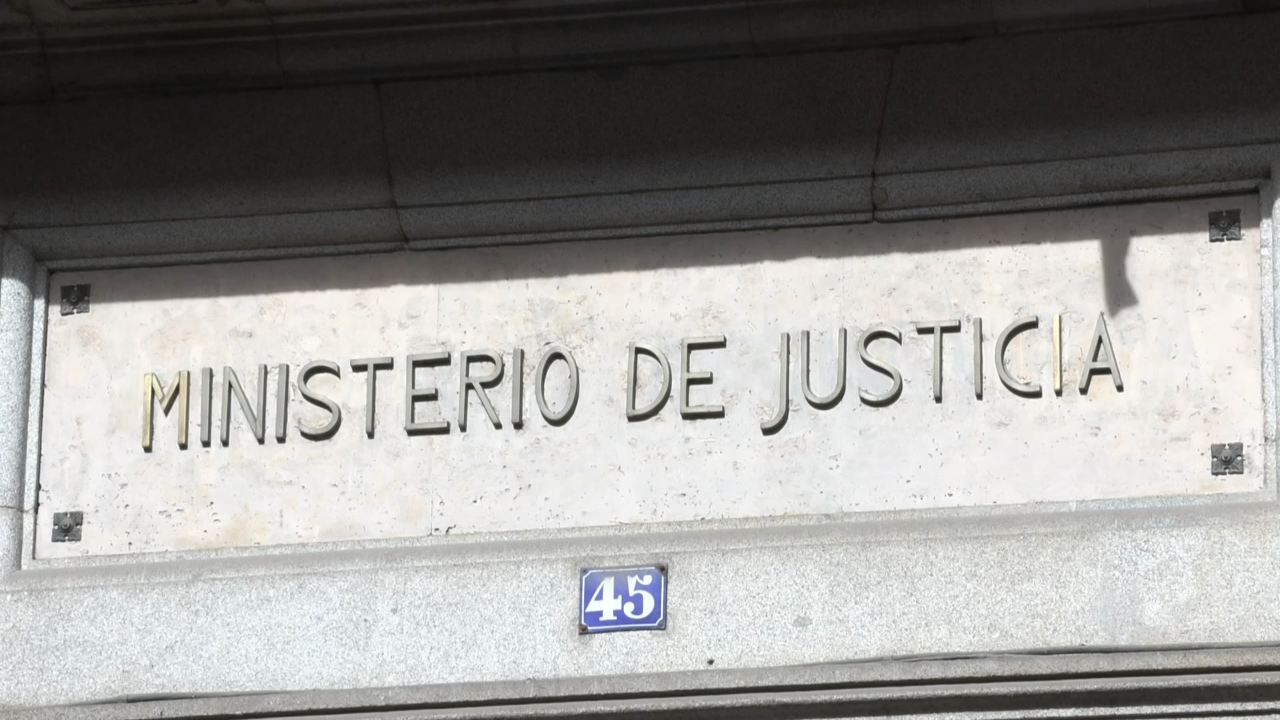 MINISTERIO DE JUSTICIA
45